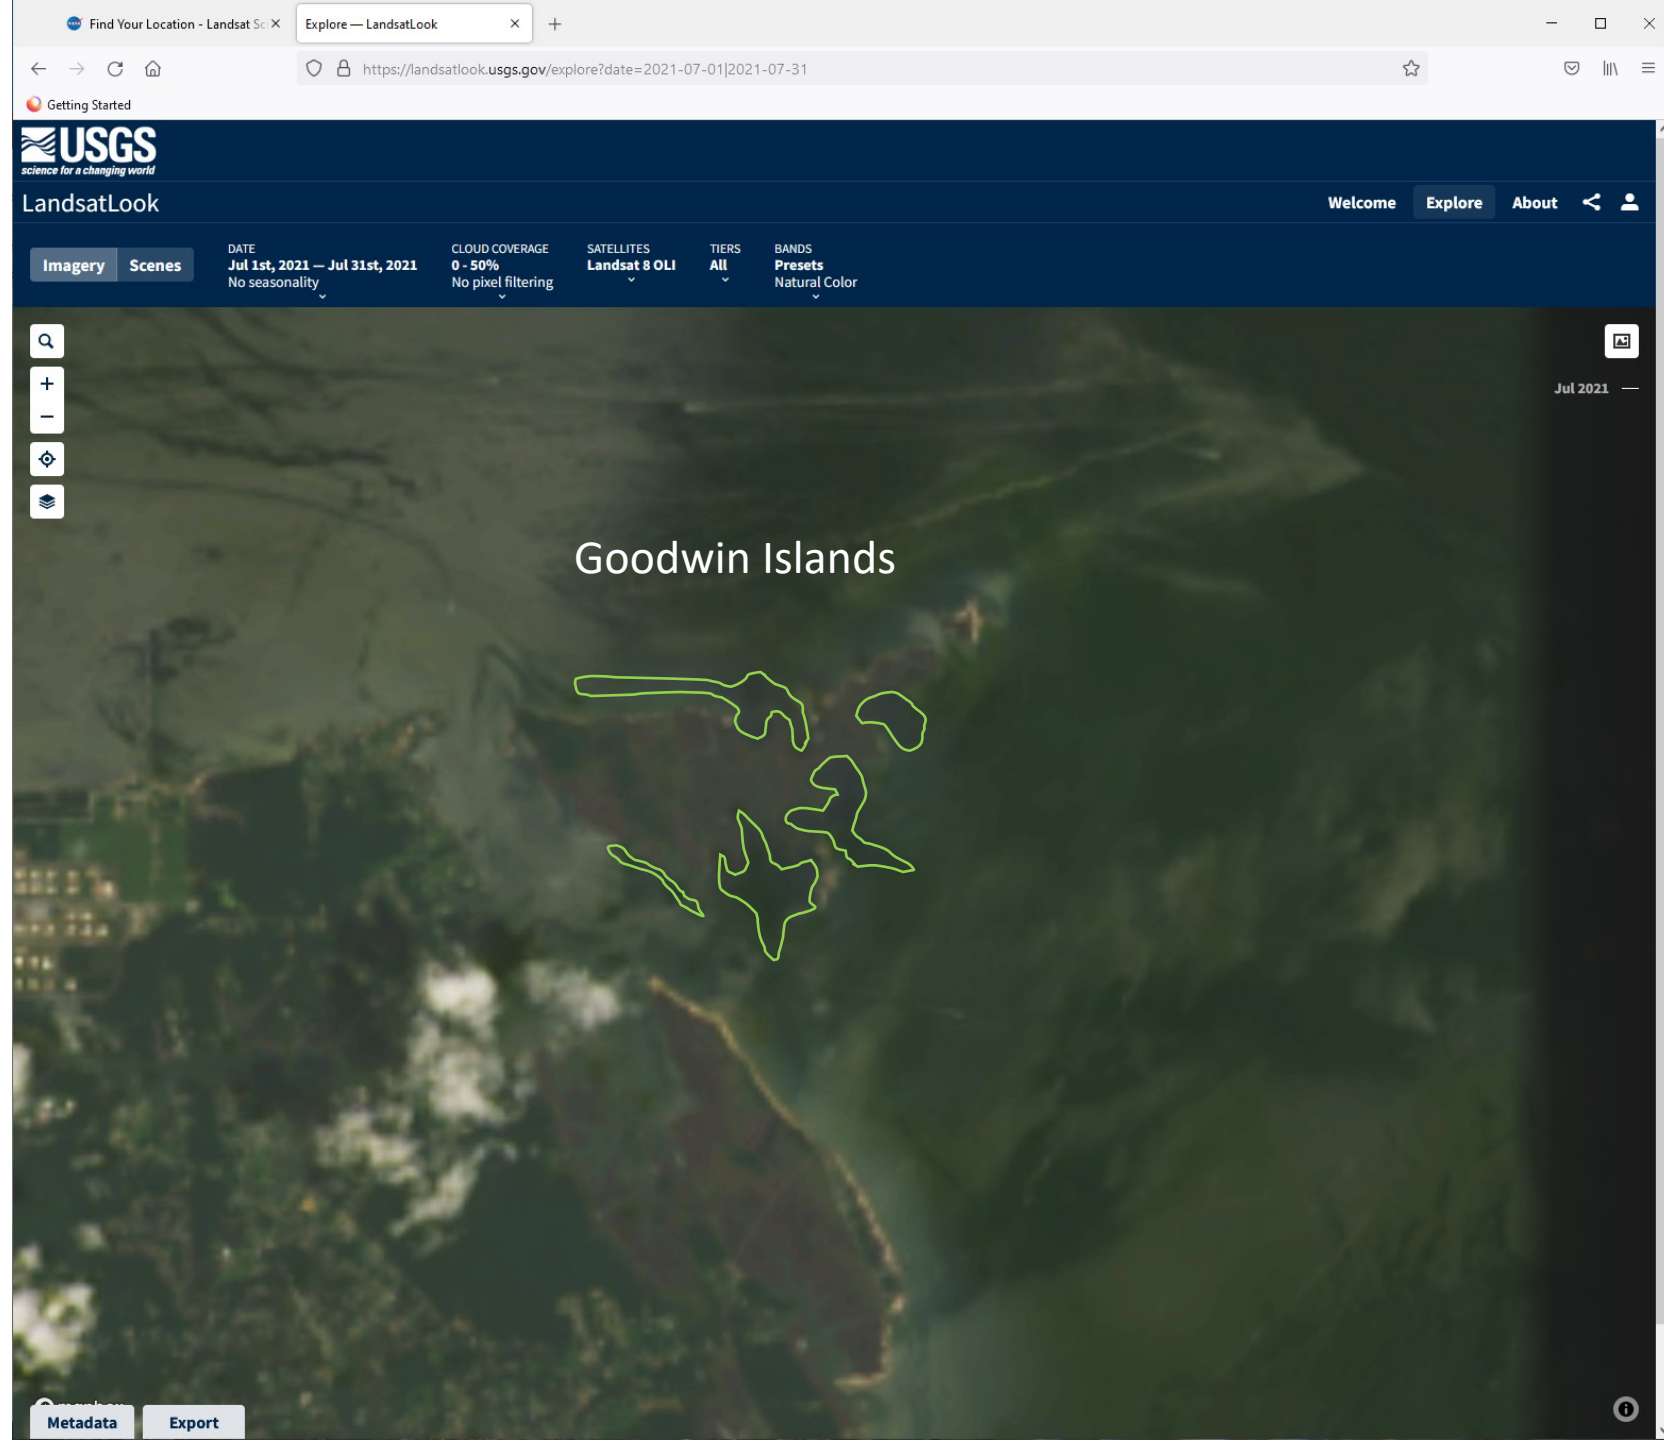 Find Your Location - Landsat Sc
Explore — LandsatLook
https://landsatlook.usgs.gov/explore?date=2021-07-01|2021-07-31
Getting Started
USGS
science for a changing world
LandsatLook
Welcome Explore About
Imagery Scenes
DATE
Jul 1st, 2021 — Jul 31st, 2021
No seasonality
CLOUD COVERAGE
0 - 50%
No pixel filtering
SATELLITES
Landsat 8 OLI
TIERS
All
BANDS
Presets
Natural Color
Jul 2021
Goodwin Islands
Metadata Export